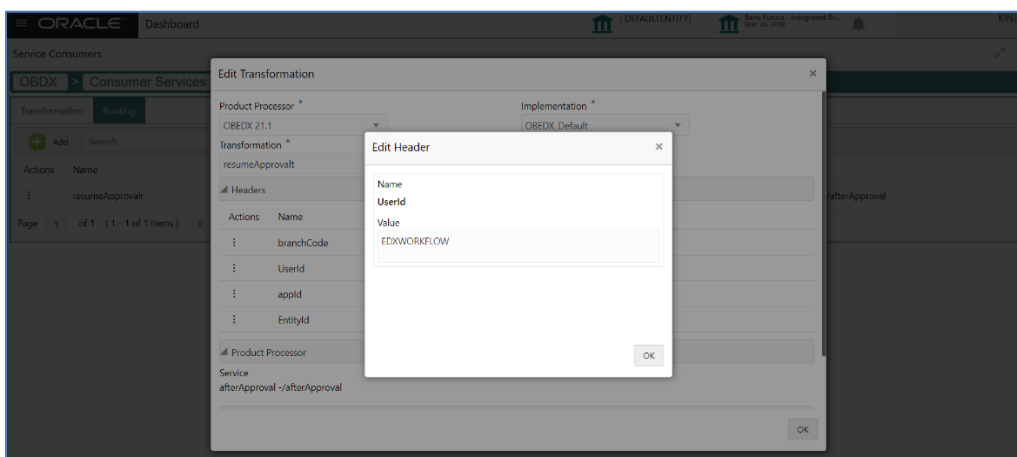 ORACLE Dashboard
( DEFAULTENTITY)
Bank Futura - Integrated Br...
Mar 30, 2018
Service Consumers
OBDX > Consumer Services
Transformation Routing
Add Search
Actions Name
resumeApprovalr
/afterApproval
Page 1 of 1 ( 1 - 1 of 1 items )
Edit Transformation
Product Processor *
Implementation *
OBEDX 21.1
OBEDX_Default
Transformation *
resumeApprovalt
Headers
Actions Name
branchCode
UserId
appId
EntityId
Product Processor
Service
afterApproval -/afterApproval
OK
Edit Header
Name
UserId
Value
EDXWORKFLOW
OK